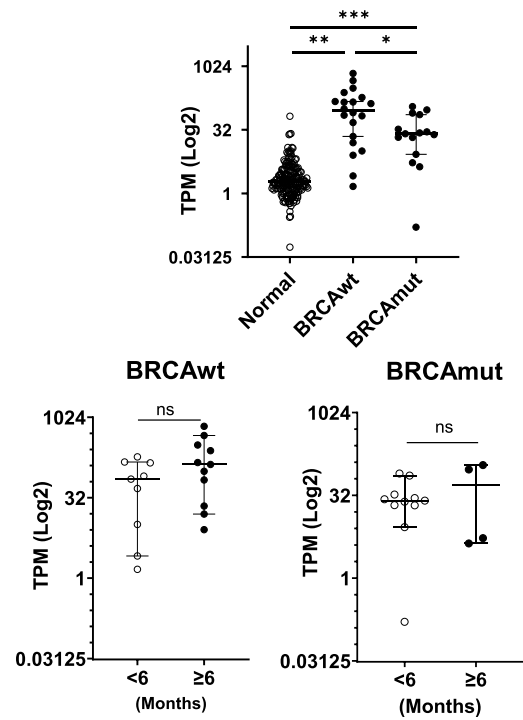 ***
** *
1024
32
1
0.03125
TPM (Log2)
Normal
BRCAwt
BRCAmut
BRCAwt
ns
1024
32
1
0.03125
TPM (Log2)
<6 ≥6
(Months)
BRCAmut
ns
1024
32
1
0.03125
TPM (Log2)
<6 ≥6
(Months)